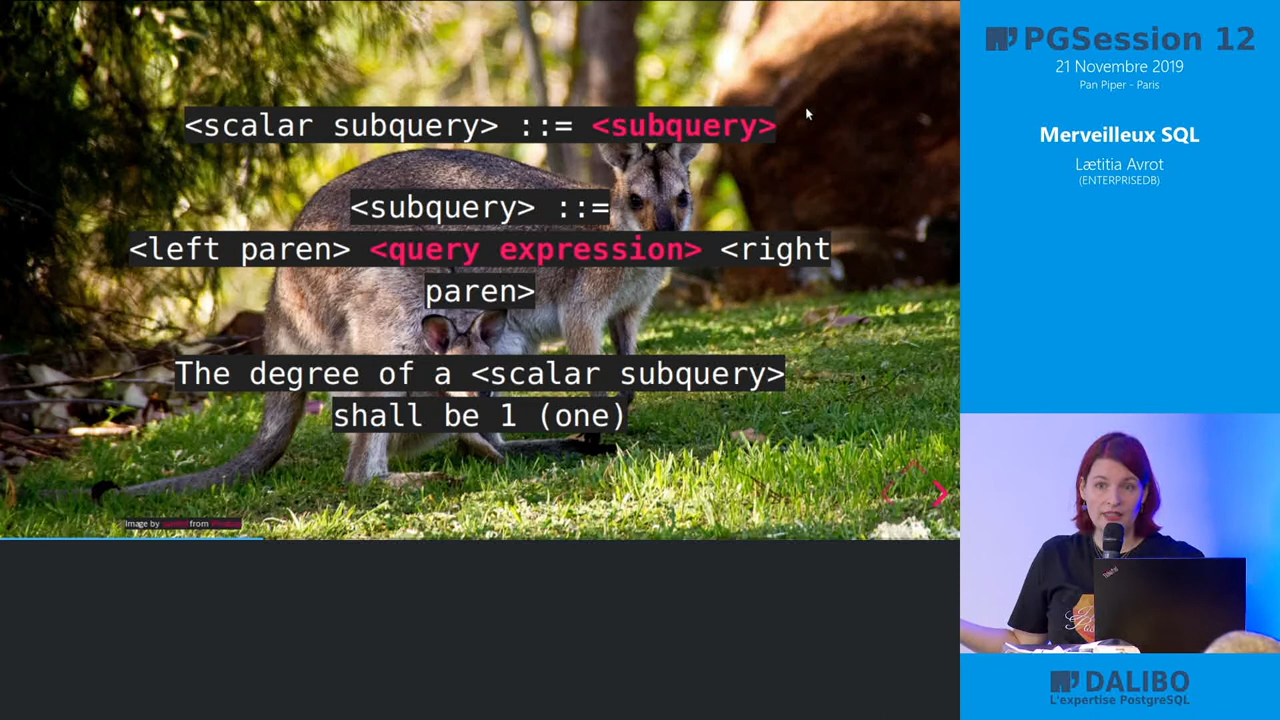 <scalar subquery> ::= <subquery>
<subquery> ::=
<left paren> <query expression> <right
paren>
The degree of a <scalar subquery>
shall be 1 (one)
Image by
from
PGSession 12
21 Novembre 2019
Pan Piper - Paris
Merveilleux SQL
Lætitia Avrot
(ENTERPRISEDB)
ThinkPad
DALIBO
L'expertise PostgreSQL